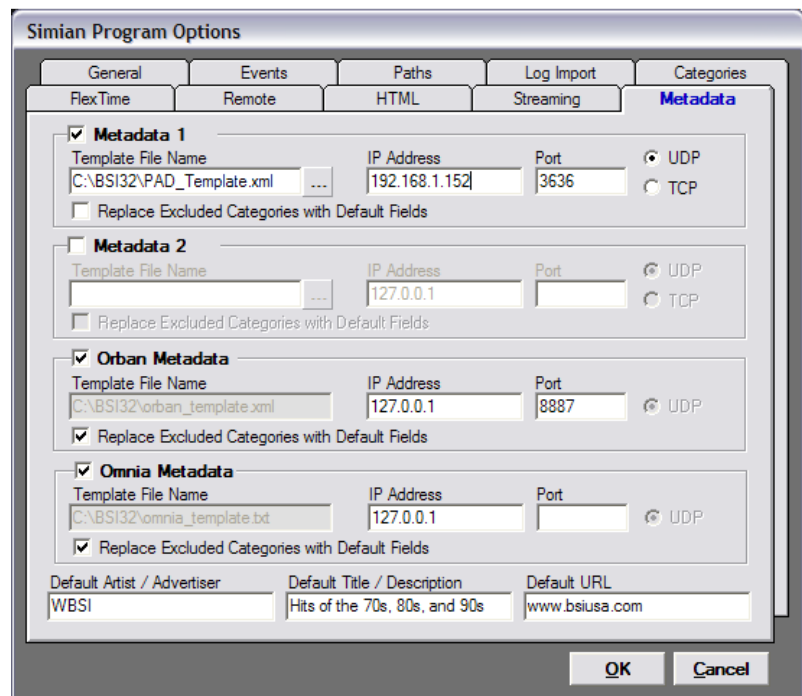 Simian Program Options
General Events Paths Log Import Categories
FlexTime Remote HTML Streaming Metadata
Metadata 1
Template File Name IP Address Port
C:\BSI32\PAD_Template.xml ... 192.168.1.152 3636
UDP
TCP
Replace Excluded Categories with Default Fields
Metadata 2
Template File Name IP Address Port
... 127.0.0.1
UDP
TCP
Replace Excluded Categories with Default Fields
Orban Metadata
Template File Name IP Address Port
C:\BSI32\orban_template.xml 127.0.0.1 8887 UDP
Replace Excluded Categories with Default Fields
Omnia Metadata
Template File Name IP Address Port
C:\BSI32\omnia_template.txt 127.0.0.1 UDP
Replace Excluded Categories with Default Fields
Default Artist / Advertiser Default Title / Description Default URL
WBSI Hits of the 70s, 80s, and 90s www.bsiusa.com
OK Cancel